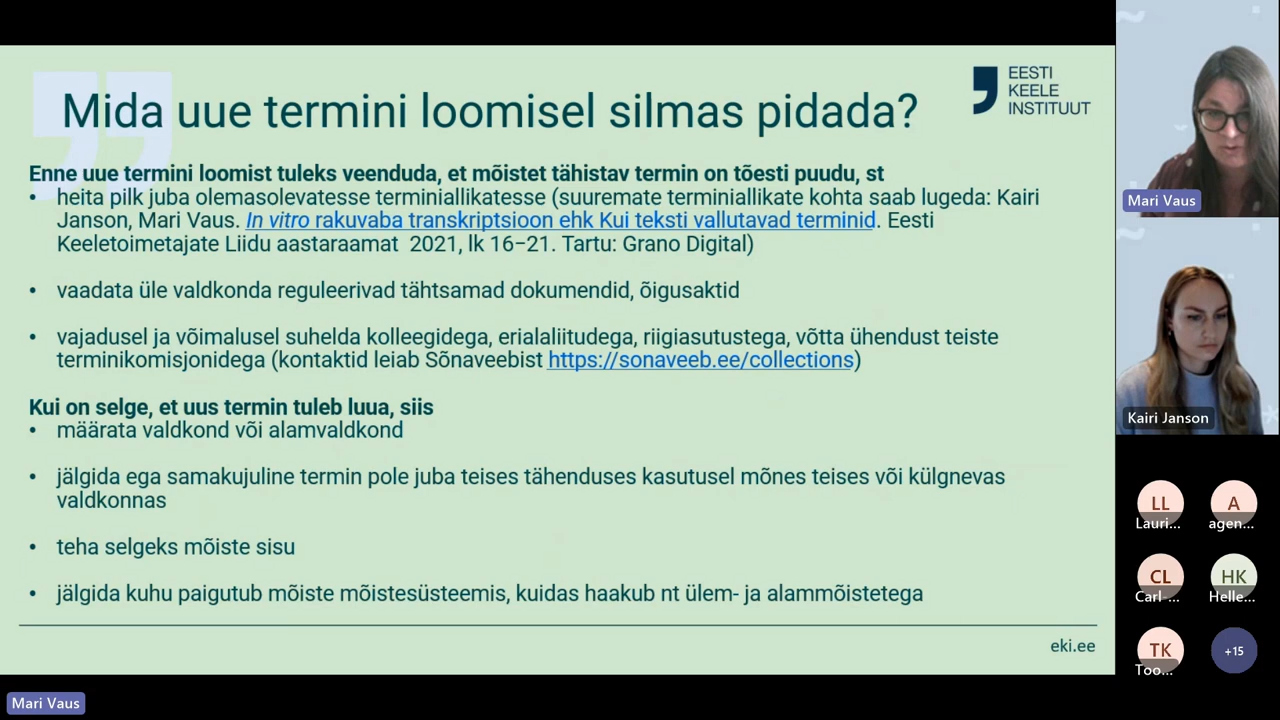 Mida uue termini loomisel silmas pidada?
EESTI
KEELE
INSTITUUT
Enne uue termini loomist tuleks veenduda, et mõistet tähistav termin on tõesti puudu, st
• heita pilk juba olemasolevatesse terminiallikatesse (suuremate terminiallikate kohta saab lugeda: Kairi
Janson, Mari Vaus. In vitro rakuvaba transkriptsioon ehk Kui teksti vallutavad terminid. Eesti
Keeletoimetajate Liidu aastaraamat 2021, lk 16–21. Tartu: Grano Digital)
• vaadata üle valdkonda reguleerivad tähtsamad dokumendid, õigusaktid
• vajadusel ja võimalusel suhelda kolleegidega, erialaliitudega, riigiasutustega, võtta ühendust teiste
terminikomisjonidega (kontaktid leiab Sõnaveebist https://sonaveeb.ee/collections)
Kui on selge, et uus termin tuleb luua, siis
• määrata valdkond või alamvaldkond
• jälgida ega samakujuline termin pole juba teises tähenduses kasutusel mõnes teises või külgnevas
valdkonnas
• teha selgeks mõiste sisu
• jälgida kuhu paigutub mõiste mõistesüsteemis, kuidas haakub nt ülem- ja alammõistetega
eki.ee
Mari Vaus
Mari Vaus
Kairi Janson
LL
Lauri...
A
agen...
CL
Carl-...
HK
Helle...
TK
Too...
+15